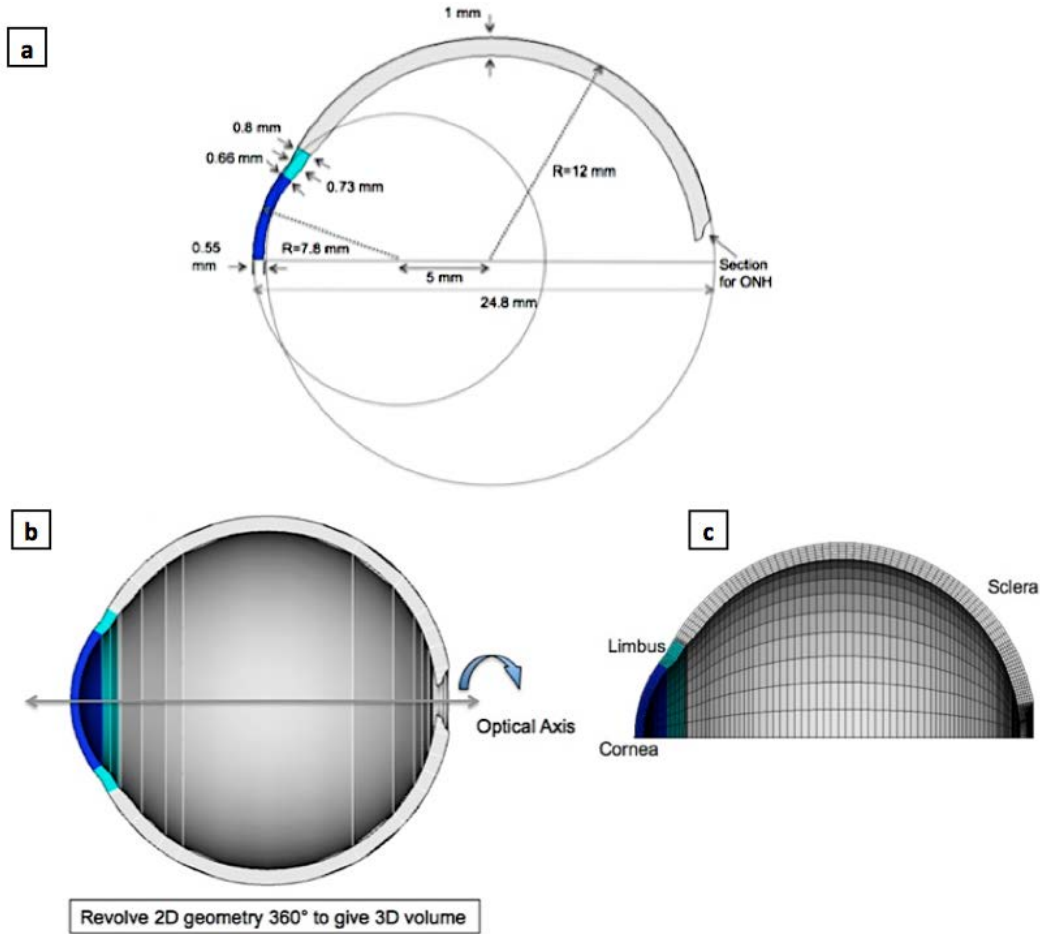 a
1 mm
0.8 mm
0.66 mm
0.73 mm
R=12 mm
R=7.8 mm
0.55
mm
5 mm
24.8 mm
Section
for ONH
b
Optical Axis
Revolve 2D geometry 360° to give 3D volume
c
Sclera
Limbus
Cornea